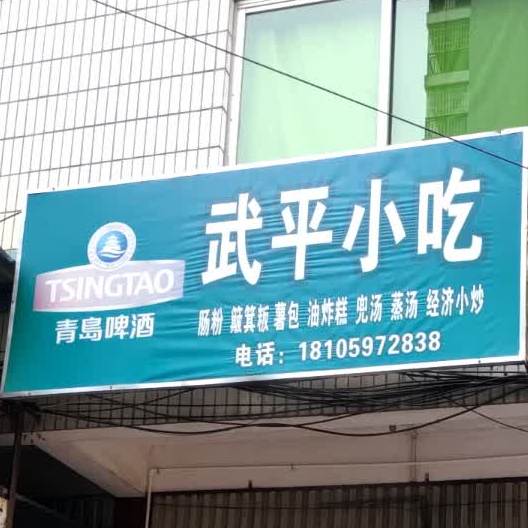 武平小吃
TSINGTAO
青岛啤酒
肠粉 簸箕板 薯包 油炸糕 兜汤 蒸汤 经济小炒
电话：18105972838